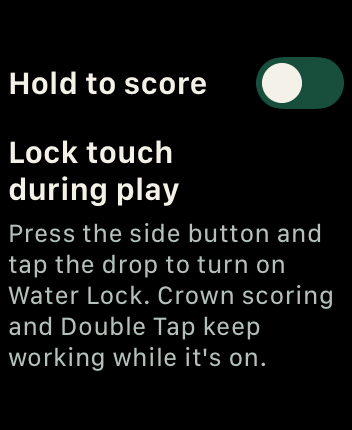 Hold to score
Lock touch
during play
Press the side button and
tap the drop to turn on
Water Lock. Crown scoring
and Double Tap keep
working while it's on.